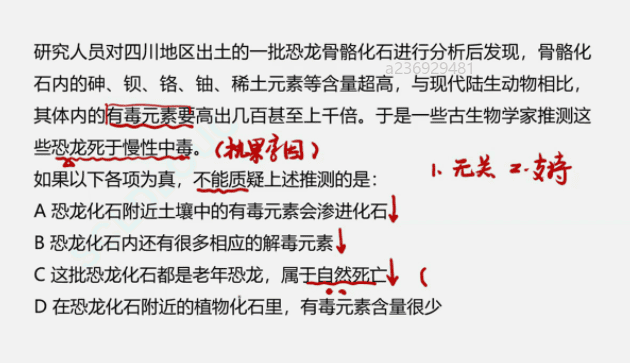 研究人员对四川地区出土的一批恐龙骨骼化石进行分析后发现，骨骼化
石内的砷、钡、铬、铀、稀土元素等含量超高，与现代陆生动物相比，
a236929481
其体内的有毒元素要高出几百甚至上千倍。于是一些古生物学家推测这
些恐龙死于慢性中毒。（执果索因）
1. 无关 2. 支持
如果以下各项为真，不能质疑上述推测的是：
A 恐龙化石附近土壤中的有毒元素会渗进化石
B 恐龙化石内还有很多相应的解毒元素
C 这批恐龙化石都是老年恐龙，属于自然死亡 （
D 在恐龙化石附近的植物化石里，有毒元素含量很少